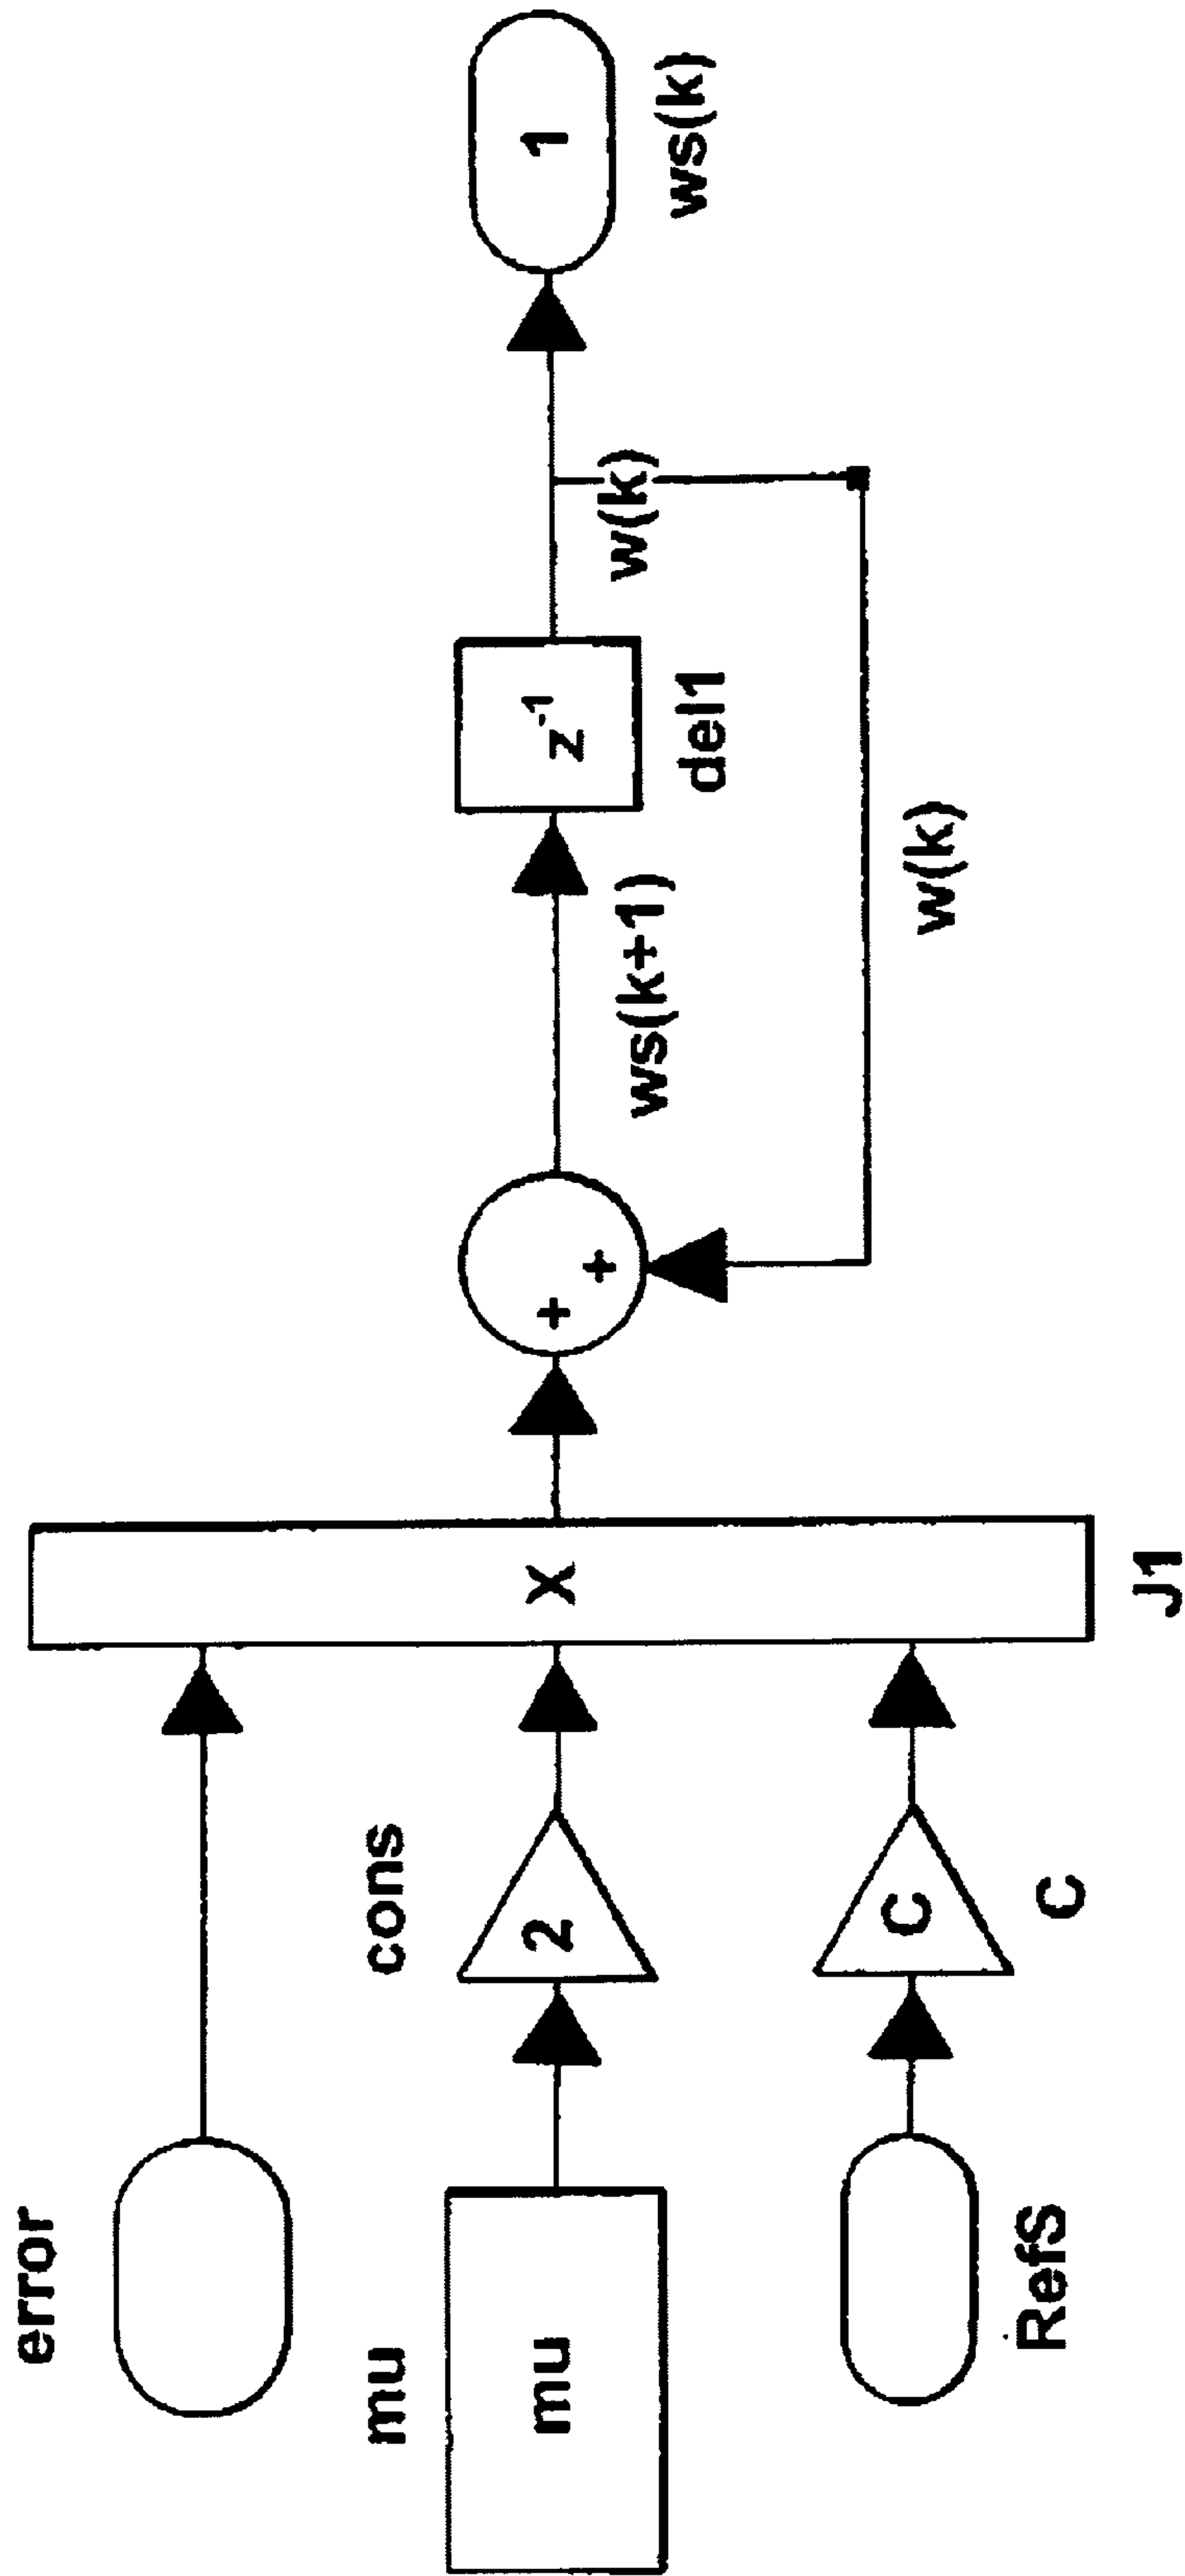 error
mu
mu
cons
2
RefS
C
C
X
J1
+
+
ws(k+1)
z-1
del1
w(k)
w(k)
1
ws(k)